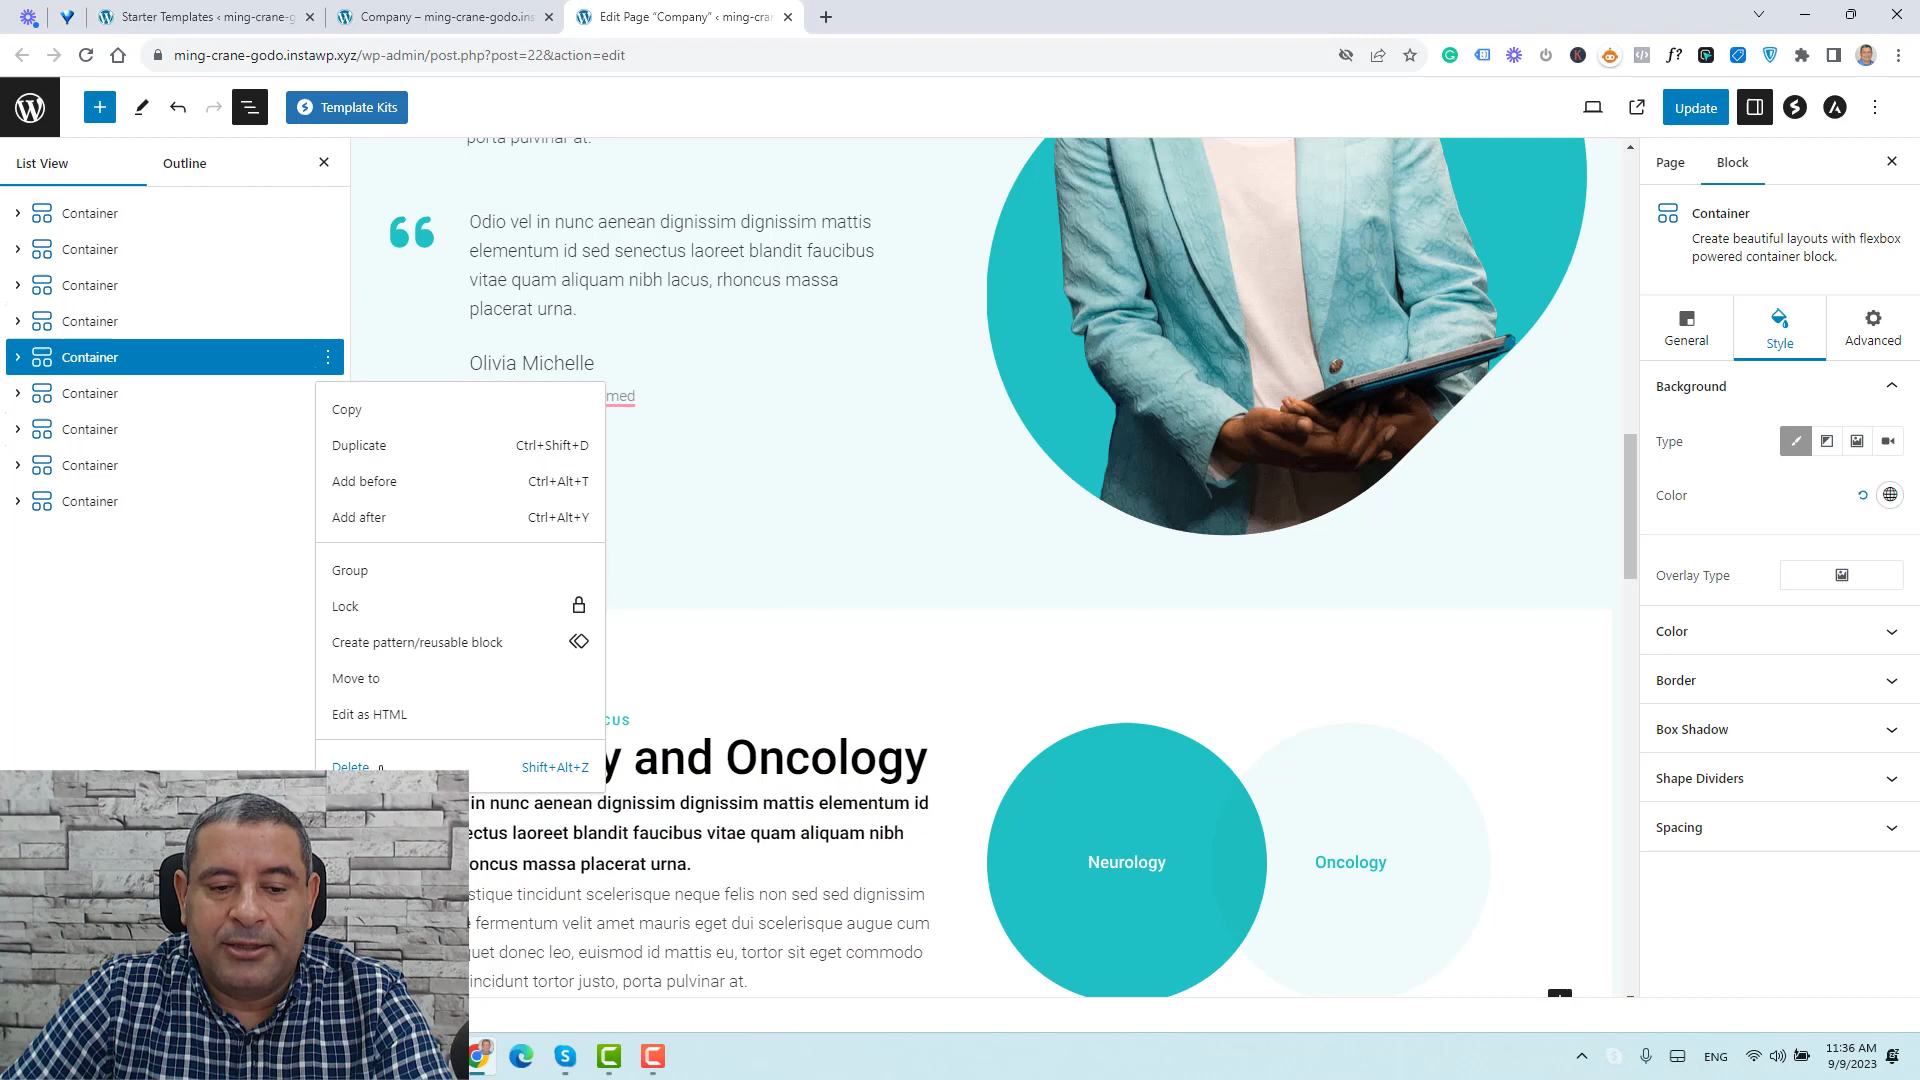 Starter Templates ‹ ming-crane-g
Company – ming-crane-godo.ins
Edit Page “Company” ‹ ming-cra
ming-crane-godo.instawp.xyz/wp-admin/post.php?post=22&action=edit
Template Kits
Update
List View
Outline
Page
Block
Container
Container
Container
Container
Container
Container
Container
Container
Container
Copy
Duplicate Ctrl+Shift+D
Add before Ctrl+Alt+T
Add after Ctrl+Alt+Y
Group
Lock
Create pattern/reusable block
Move to
Edit as HTML
Delete Shift+Alt+Z
porta pulvinar at.
Odio vel in nunc aenean dignissim dignissim mattis
elementum id sed senectus laoreet blandit faucibus
vitae quam aliquam nibh lacus, rhoncus massa
placerat urna.
Olivia Michelle
med
CUS
y and Oncology
in nunc aenean dignissim dignissim mattis elementum id
ectus laoreet blandit faucibus vitae quam aliquam nibh
honcus massa placerat urna.
stique tincidunt scelerisque neque felis non sed sed dignissim
fermentum velit amet mauris eget dui scelerisque augue cum
uet donec leo, euismod id mattis eu, tortor sit eget commodo
incidunt tortor justo, porta pulvinar at.
Neurology
Oncology
Container
Create beautiful layouts with flexbox
powered container block.
General
Style
Advanced
Background
Type
Color
Overlay Type
Color
Border
Box Shadow
Shape Dividers
Spacing
ENG
11:36 AM
9/9/2023